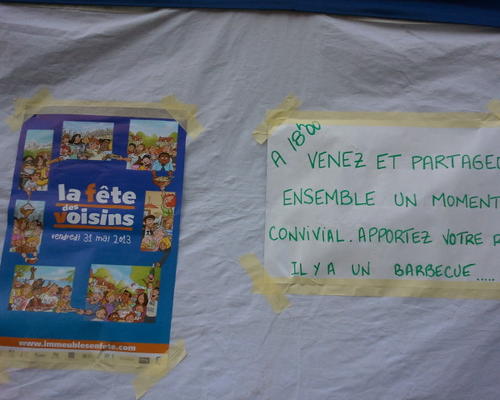 la fête
des
voisins
vendredi 31 mai 2013
www.immeublesenfete.com
A 18h00
VENEZ ET PARTAGEZ
ENSEMBLE UN MOMENT
CONVIVIAL. APPORTEZ VOTRE
IL Y A UN BARBECUE.....